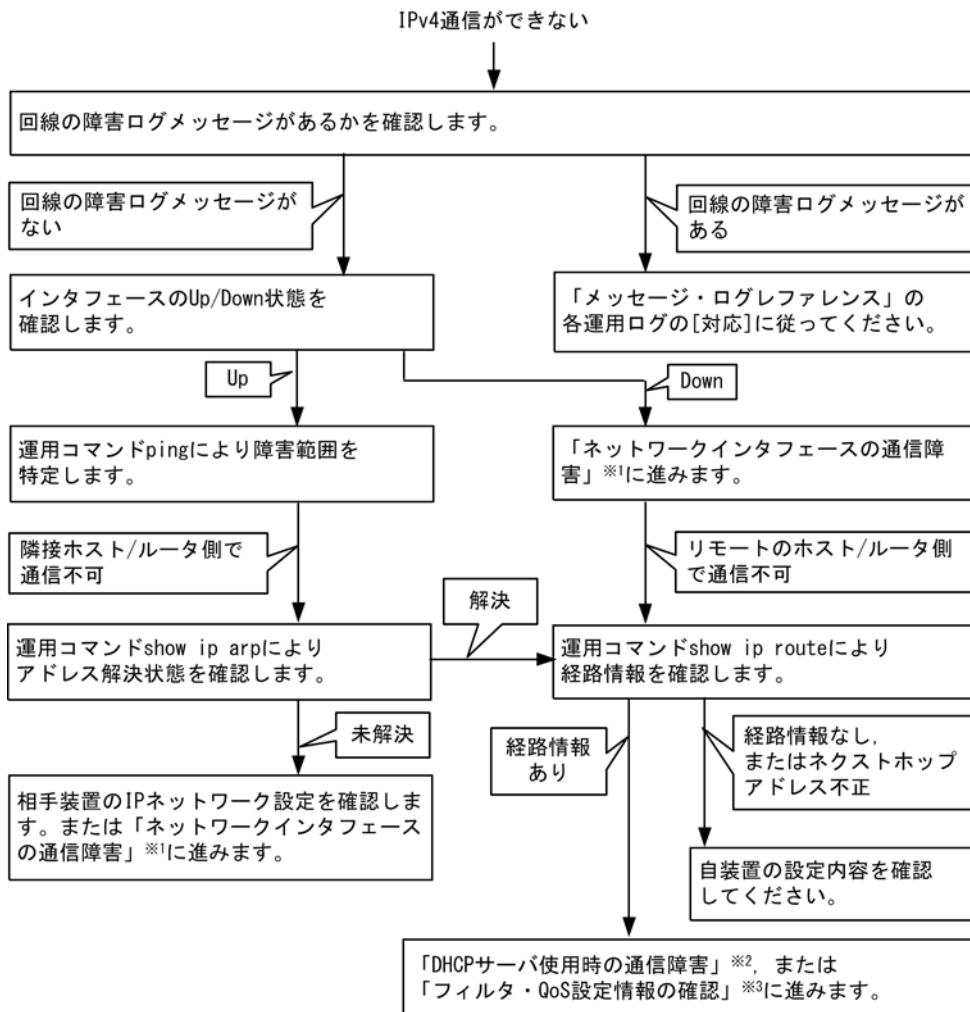 IPv4通信ができない
回線の障害ログメッセージがあるかを確認します。
回線の障害ログメッセージが
ない
回線の障害ログメッセージが
ある
インタフェースのUp/Down状態を
確認します。
「メッセージ・ログレファレンス」の
各運用ログの[対応]に従ってください。
Up
Down
運用コマンドpingにより障害範囲を
特定します。
「ネットワークインタフェースの通信障
害」※1に進みます。
隣接ホスト/ルータ側で
通信不可
リモートのホスト/ルータ側
で通信不可
解決
運用コマンドshow ip arpにより
アドレス解決状態を確認します。
運用コマンドshow ip routeにより
経路情報を確認します。
未解決
経路情報
あり
経路情報なし,
またはネクストホップ
アドレス不正
相手装置のIPネットワーク設定を確認しま
す。または「ネットワークインタフェース
の通信障害」※1に進みます。
自装置の設定内容を確認
してください。
「DHCPサーバ使用時の通信障害」※2, または
「フィルタ・QoS設定情報の確認」※3に進みます。